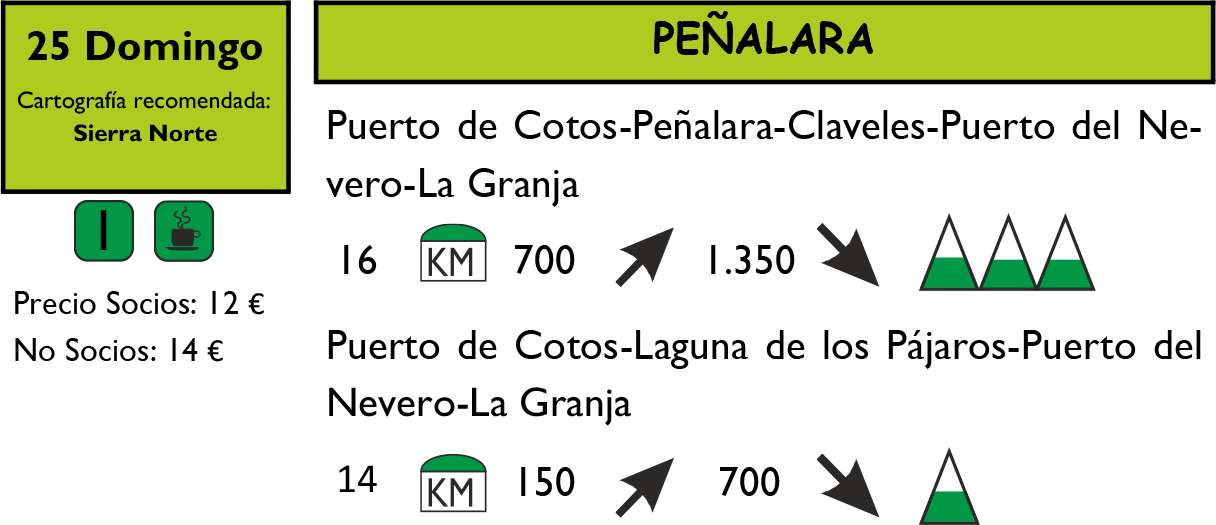 25 Domingo
Cartografía recomendada:
Sierra Norte
I
Precio Socios: 12 €
No Socios: 14 €
PEÑALARA
Puerto de Cotos-Peñalara-Claveles-Puerto del Ne-
vero-La Granja
16 KM 700 1.350
Puerto de Cotos-Laguna de los Pájaros-Puerto del
Nevero-La Granja
14 KM 150 700